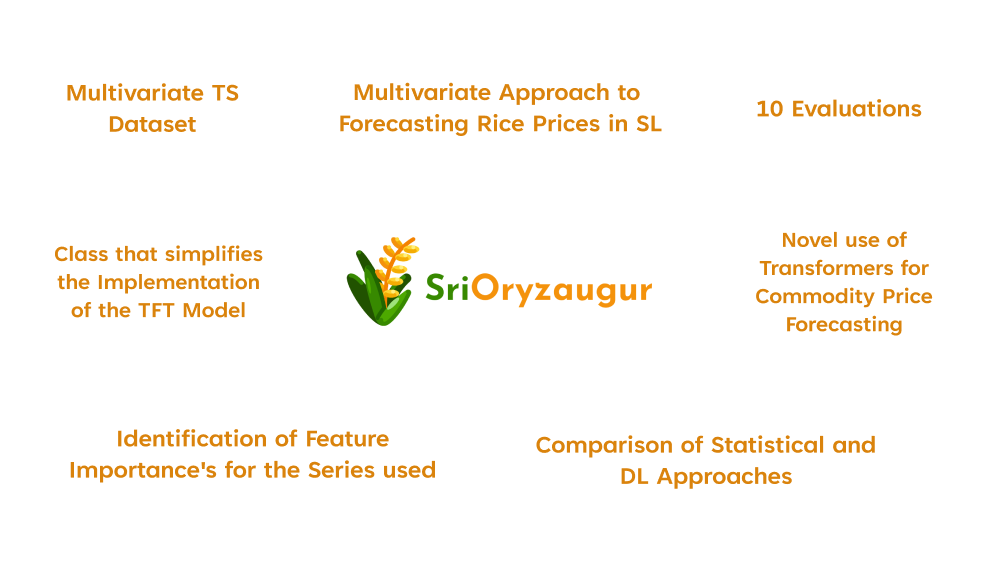 Multivariate TS
Dataset
Multivariate Approach to
Forecasting Rice Prices in SL
10 Evaluations
Class that simplifies
the Implementation
of the TFT Model
SriOryzaugur
Novel use of
Transformers for
Commodity Price
Forecasting
Identification of Feature
Importance's for the Series used
Comparison of Statistical and
DL Approaches